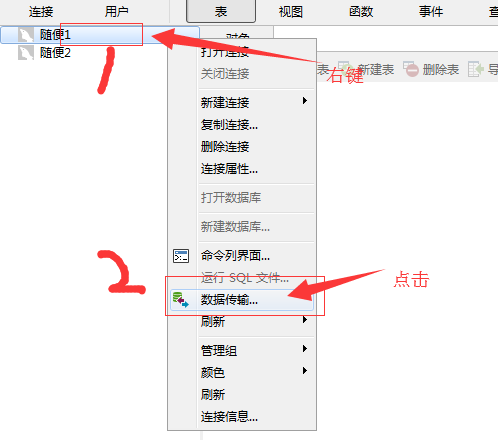 连接 用户 表 视图 函数 事件 查
随便1
随便2
1
右键
打开连接
关闭连接
表 新建表 删除表 导
新建连接
复制连接...
删除连接
连接属性...
打开数据库
新建数据库...
2
命令列界面...
运行 SQL 文件...
点击
数据传输...
刷新
管理组
颜色
刷新
连接信息...